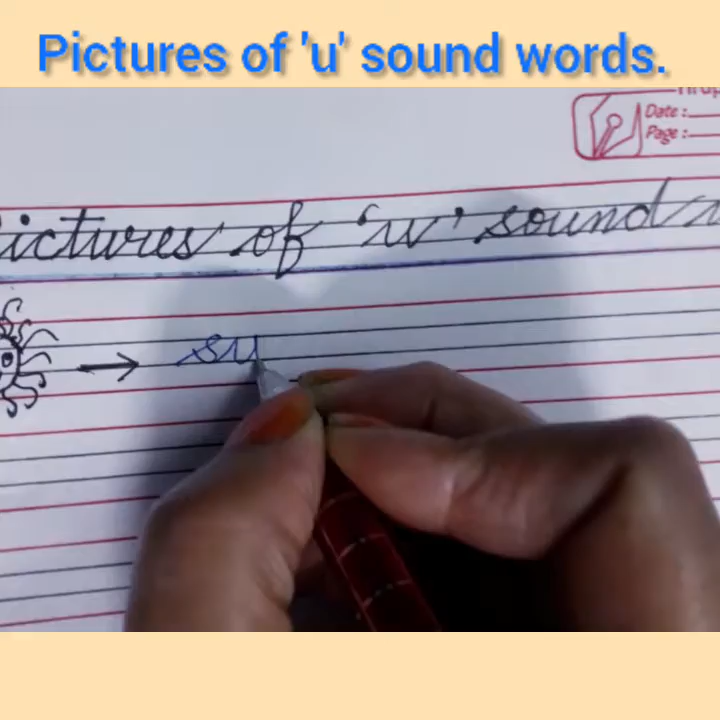 Pictures of 'u' sound words.
Date :
Page :
ictures of 'u' sound
su